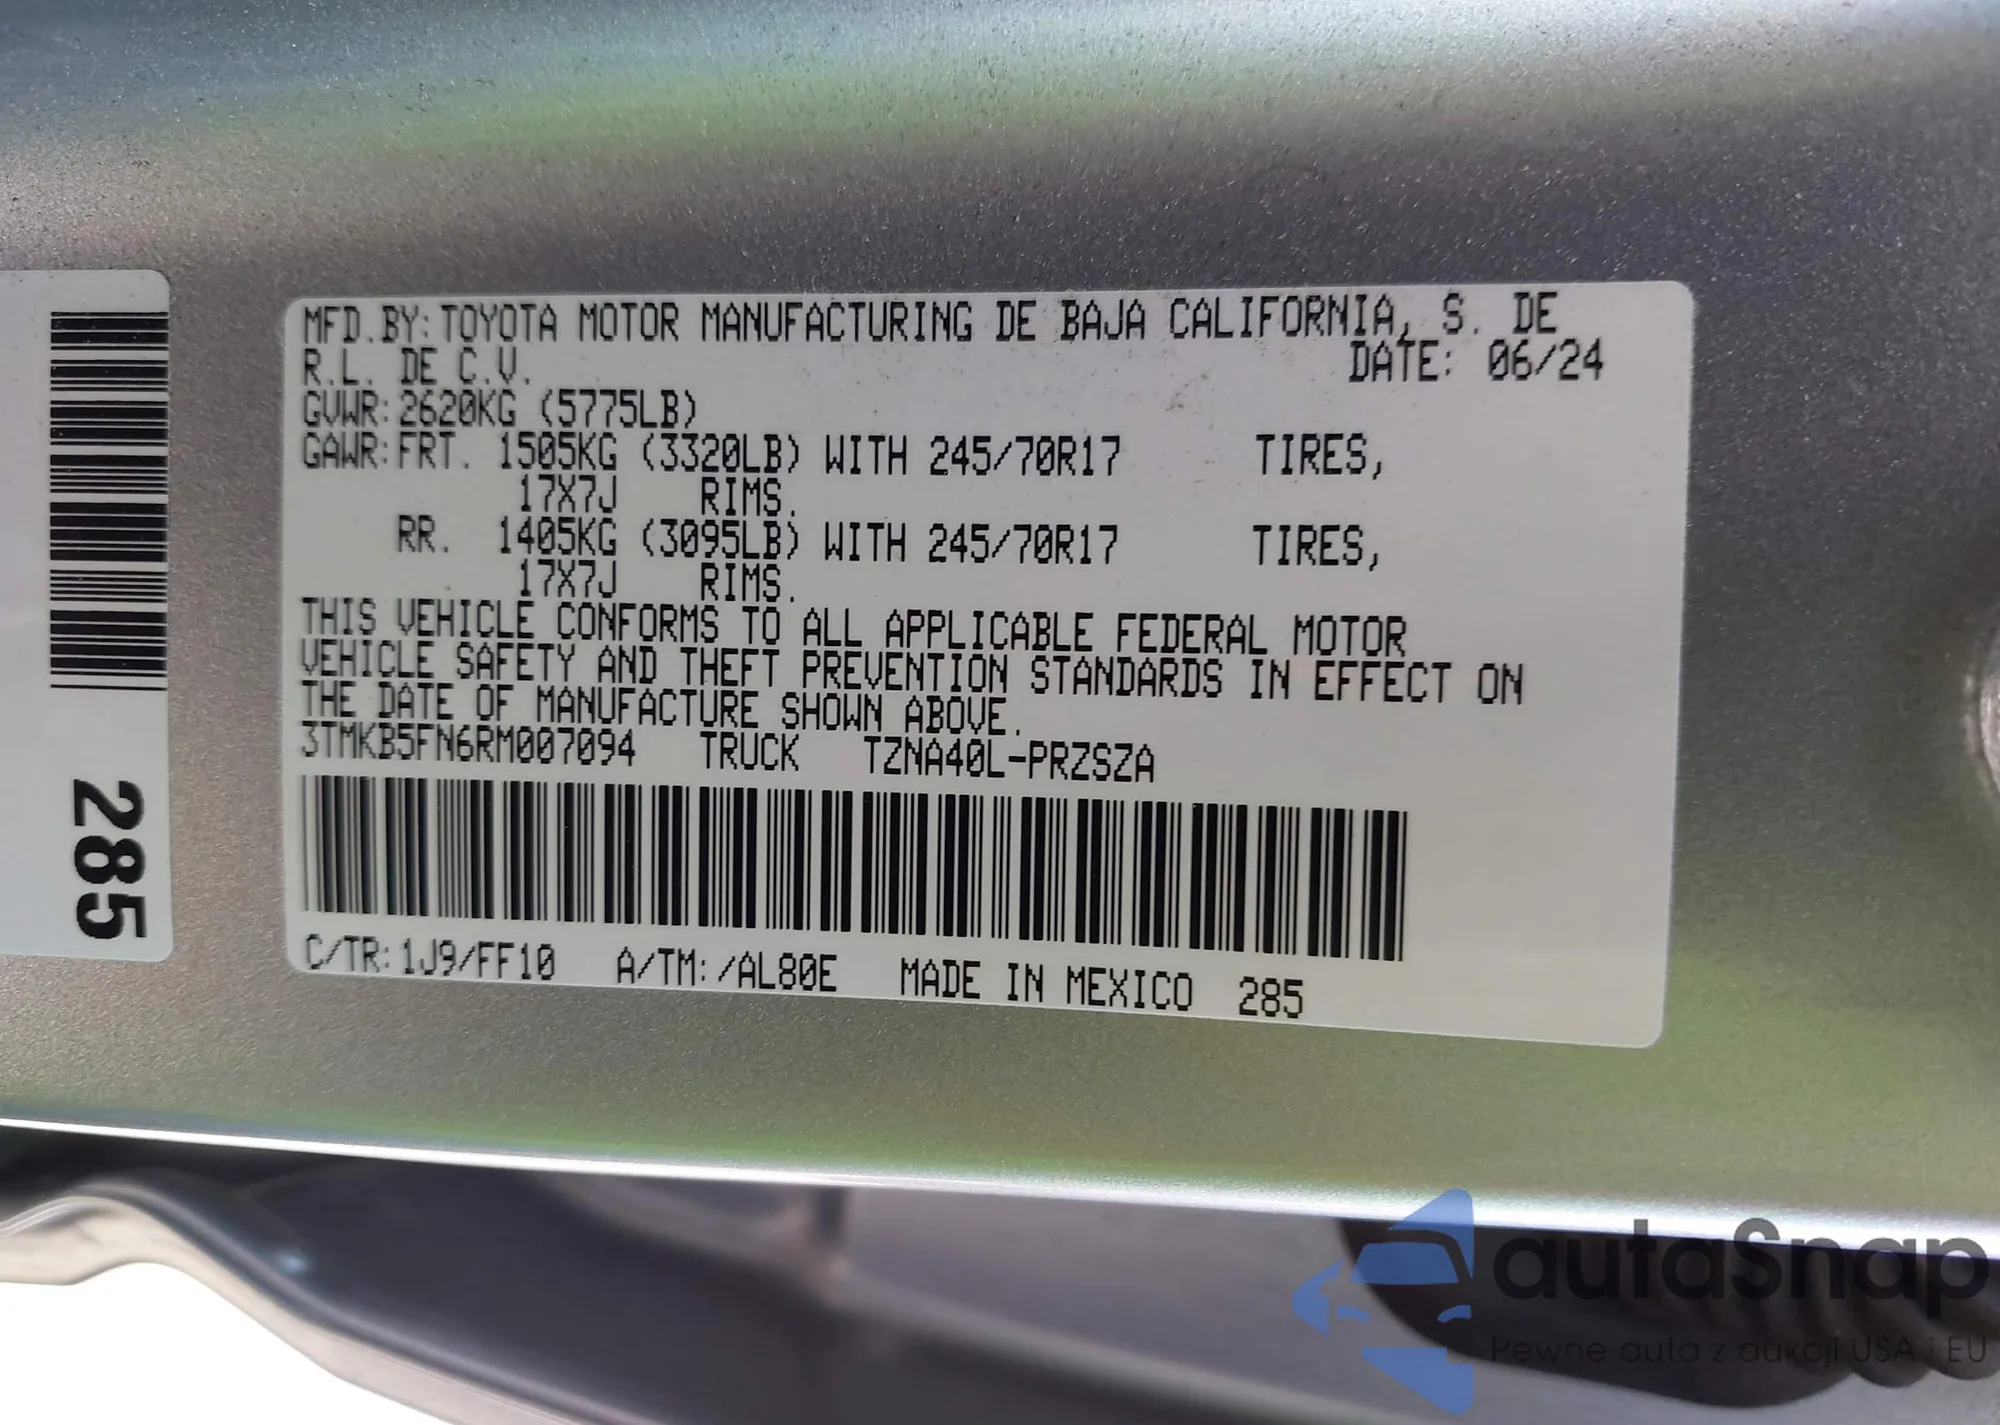 MFD.BY:TOYOTA MOTOR MANUFACTURING DE BAJA CALIFORNIA, S. DE
R.L. DE C.V. DATE: 06/24
GVWR:2620KG (5775LB)
GAWR:FRT. 1505KG (3320LB) WITH 245/70R17 TIRES,
17X7J RIMS.
RR. 1405KG (3095LB) WITH 245/70R17 TIRES,
17X7J RIMS.
THIS VEHICLE CONFORMS TO ALL APPLICABLE FEDERAL MOTOR
VEHICLE SAFETY AND THEFT PREVENTION STANDARDS IN EFFECT ON
THE DATE OF MANUFACTURE SHOWN ABOVE.
3TMKB5FN6RM007094 TRUCK TZNA40L-PRZSZA
C/TR:1J9/FF10 A/TM:/AL80E MADE IN MEXICO 285
285
autaSnap
Pewne auta z aukcji USA i EU